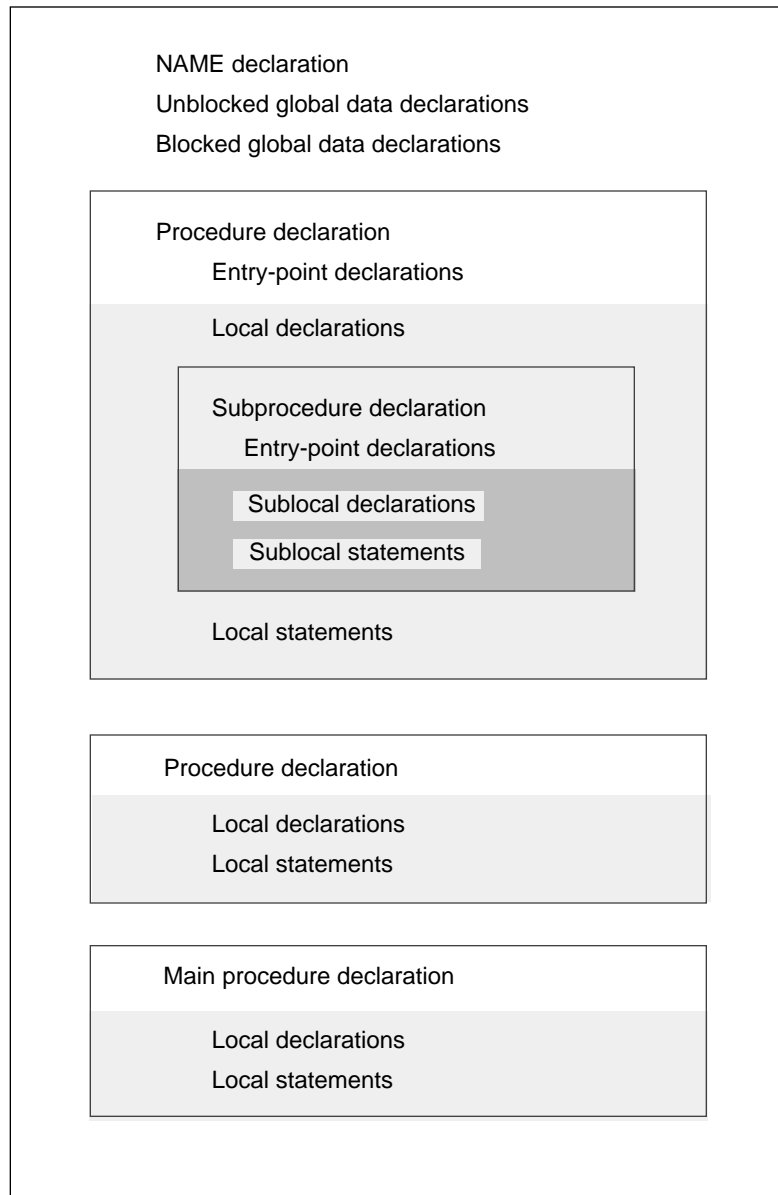 NAME declaration
Unblocked global data declarations
Blocked global data declarations
Procedure declaration
Entry-point declarations
Local declarations
Subprocedure declaration
Entry-point declarations
Sublocal declarations
Sublocal statements
Local statements
Procedure declaration
Local declarations
Local statements
Main procedure declaration
Local declarations
Local statements